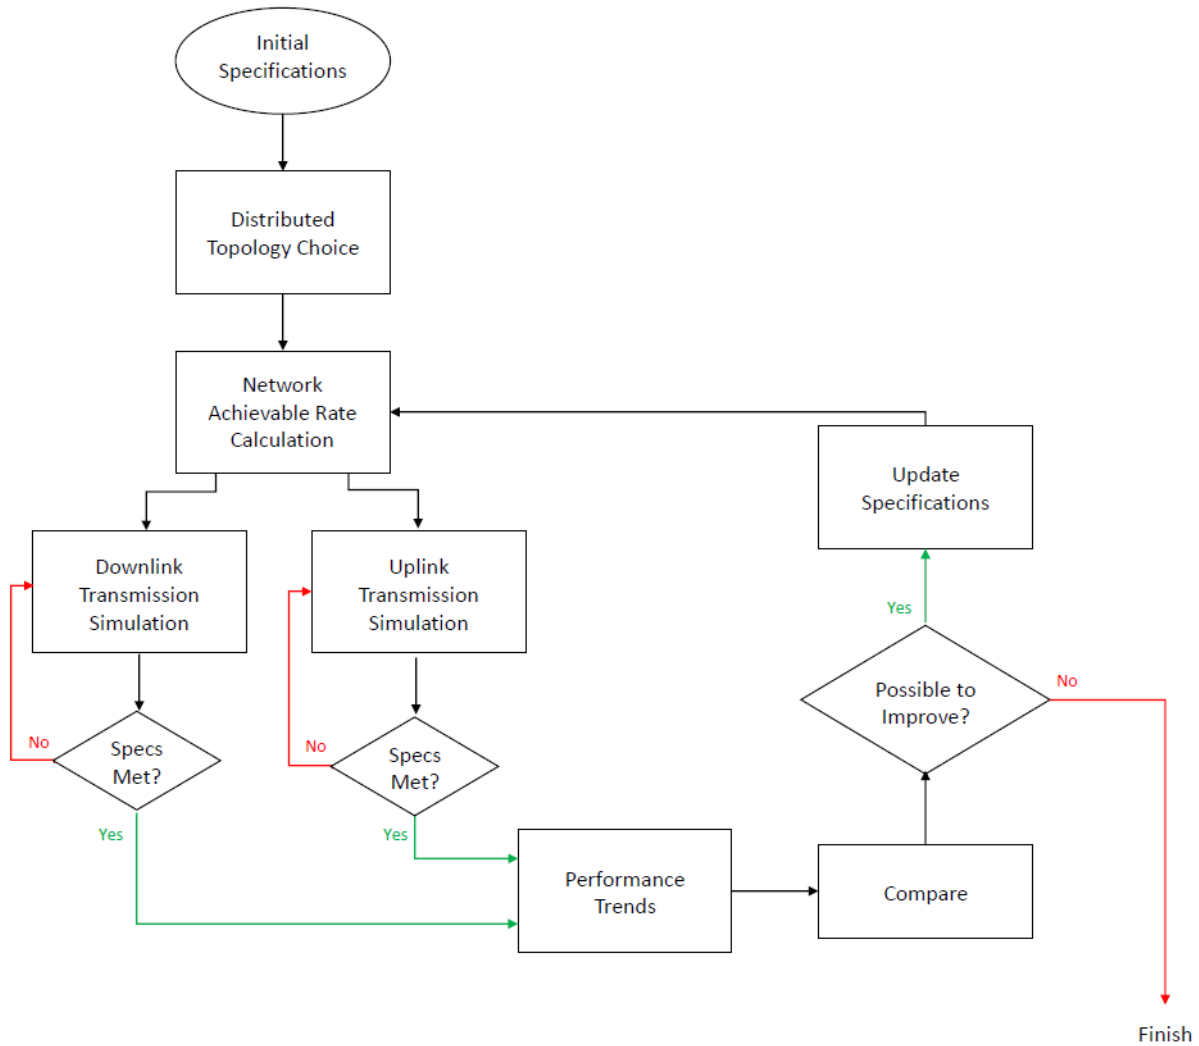 Initial
Specifications
Distributed
Topology Choice
Network
Achievable Rate
Calculation
Update
Specifications
Downlink
Transmission
Simulation
Uplink
Transmission
Simulation
Yes
Possible to
Improve?
No
No
Specs
Met?
No
Specs
Met?
Yes
Yes
Performance
Trends
Compare
Finish